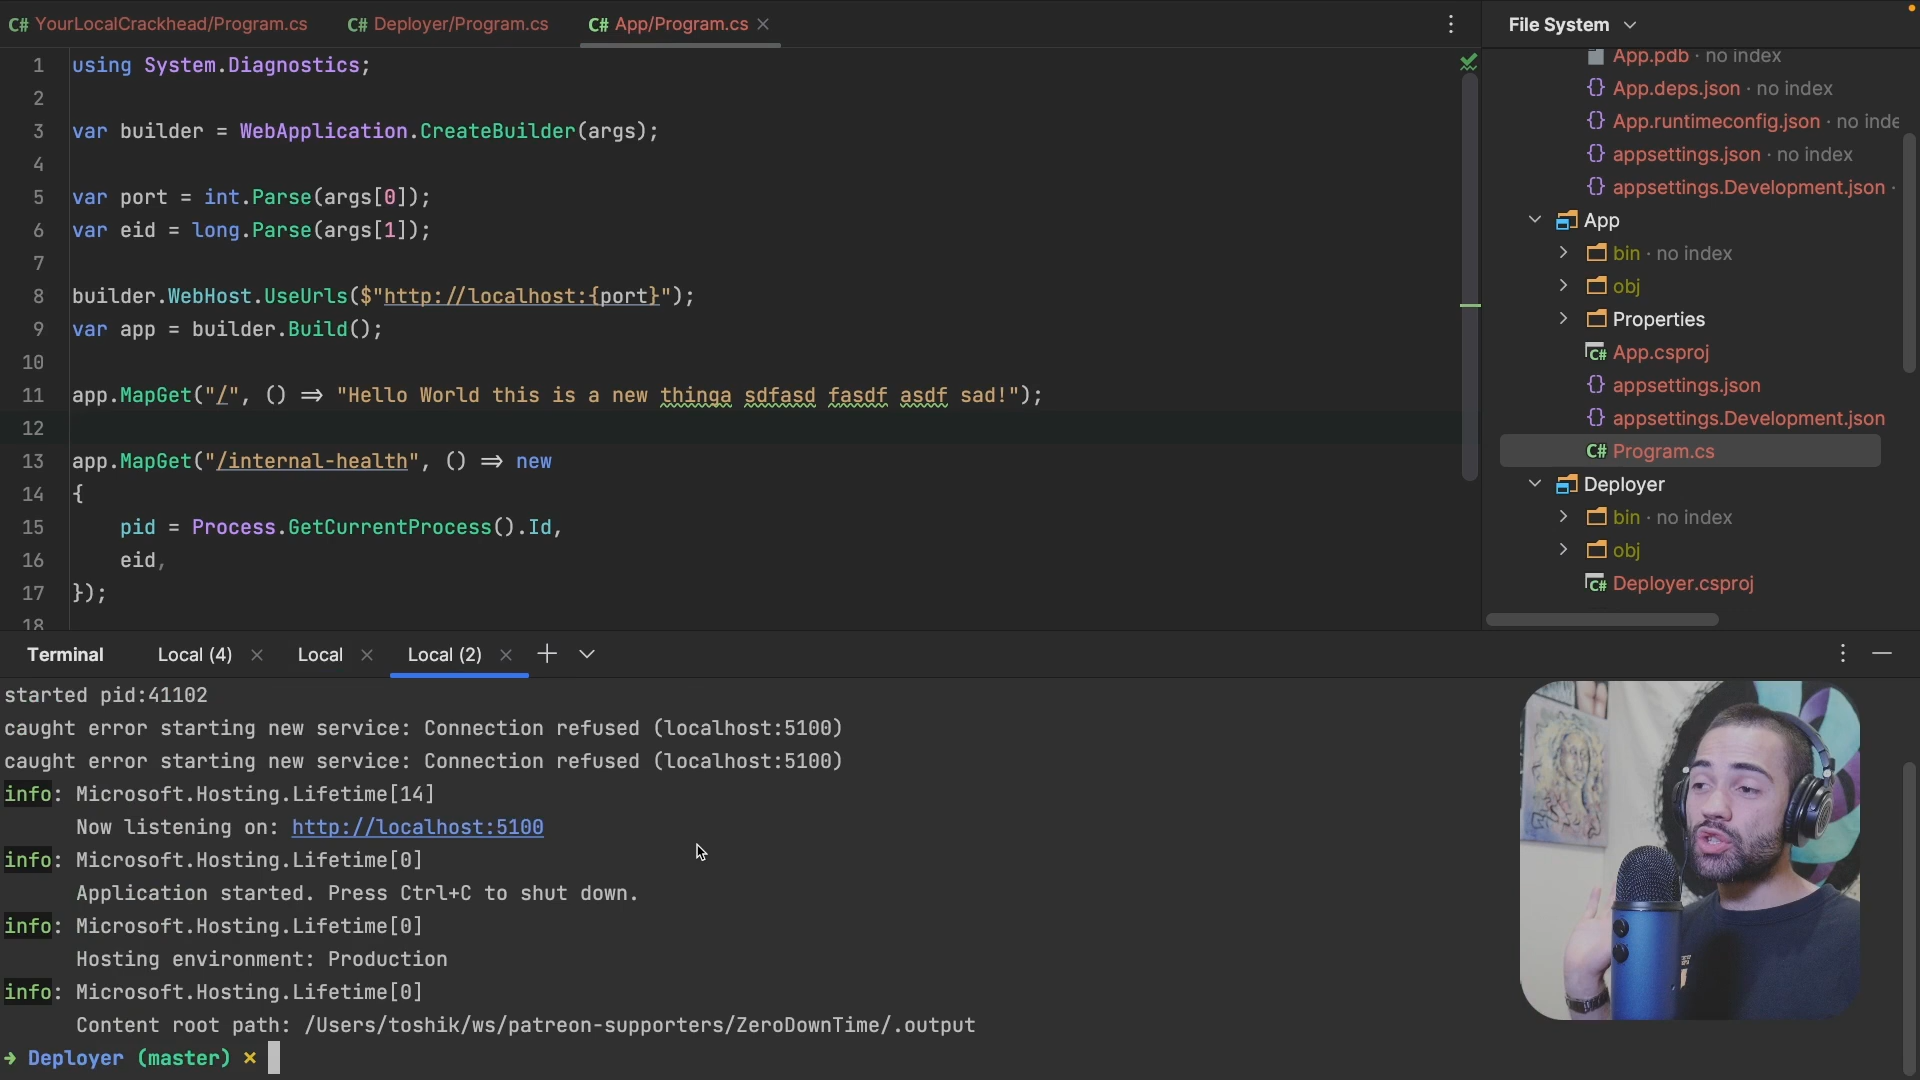 C# YourLocalCrackhead/Program.cs
C# Deployer/Program.cs
C# App/Program.cs
File System
1 using System.Diagnostics;
2
3 var builder = WebApplication.CreateBuilder(args);
4
5 var port = int.Parse(args[0]);
6 var eid = long.Parse(args[1]);
7
8 builder.WebHost.UseUrls($"http://localhost:{port}");
9 var app = builder.Build();
10
11 app.MapGet("/", () => "Hello World this is a new thinga sdfasd fasdf asdf sad!");
12
13 app.MapGet("/internal-health", () => new
14 {
15 pid = Process.GetCurrentProcess().Id,
16 eid,
17 });
18
App.pdb · no index
{} App.deps.json · no index
{} App.runtimeconfig.json · no inde
{} appsettings.json · no index
{} appsettings.Development.json ·
App
bin · no index
obj
Properties
C# App.csproj
{} appsettings.json
{} appsettings.Development.json
C# Program.cs
Deployer
bin · no index
obj
C# Deployer.csproj
Terminal
Local (4)
Local
Local (2)
started pid:41102
caught error starting new service: Connection refused (localhost:5100)
caught error starting new service: Connection refused (localhost:5100)
info: Microsoft.Hosting.Lifetime[14]
Now listening on: http://localhost:5100
info: Microsoft.Hosting.Lifetime[0]
Application started. Press Ctrl+C to shut down.
info: Microsoft.Hosting.Lifetime[0]
Hosting environment: Production
info: Microsoft.Hosting.Lifetime[0]
Content root path: /Users/toshik/ws/patreon-supporters/ZeroDownTime/.output
➜ Deployer (master) ×